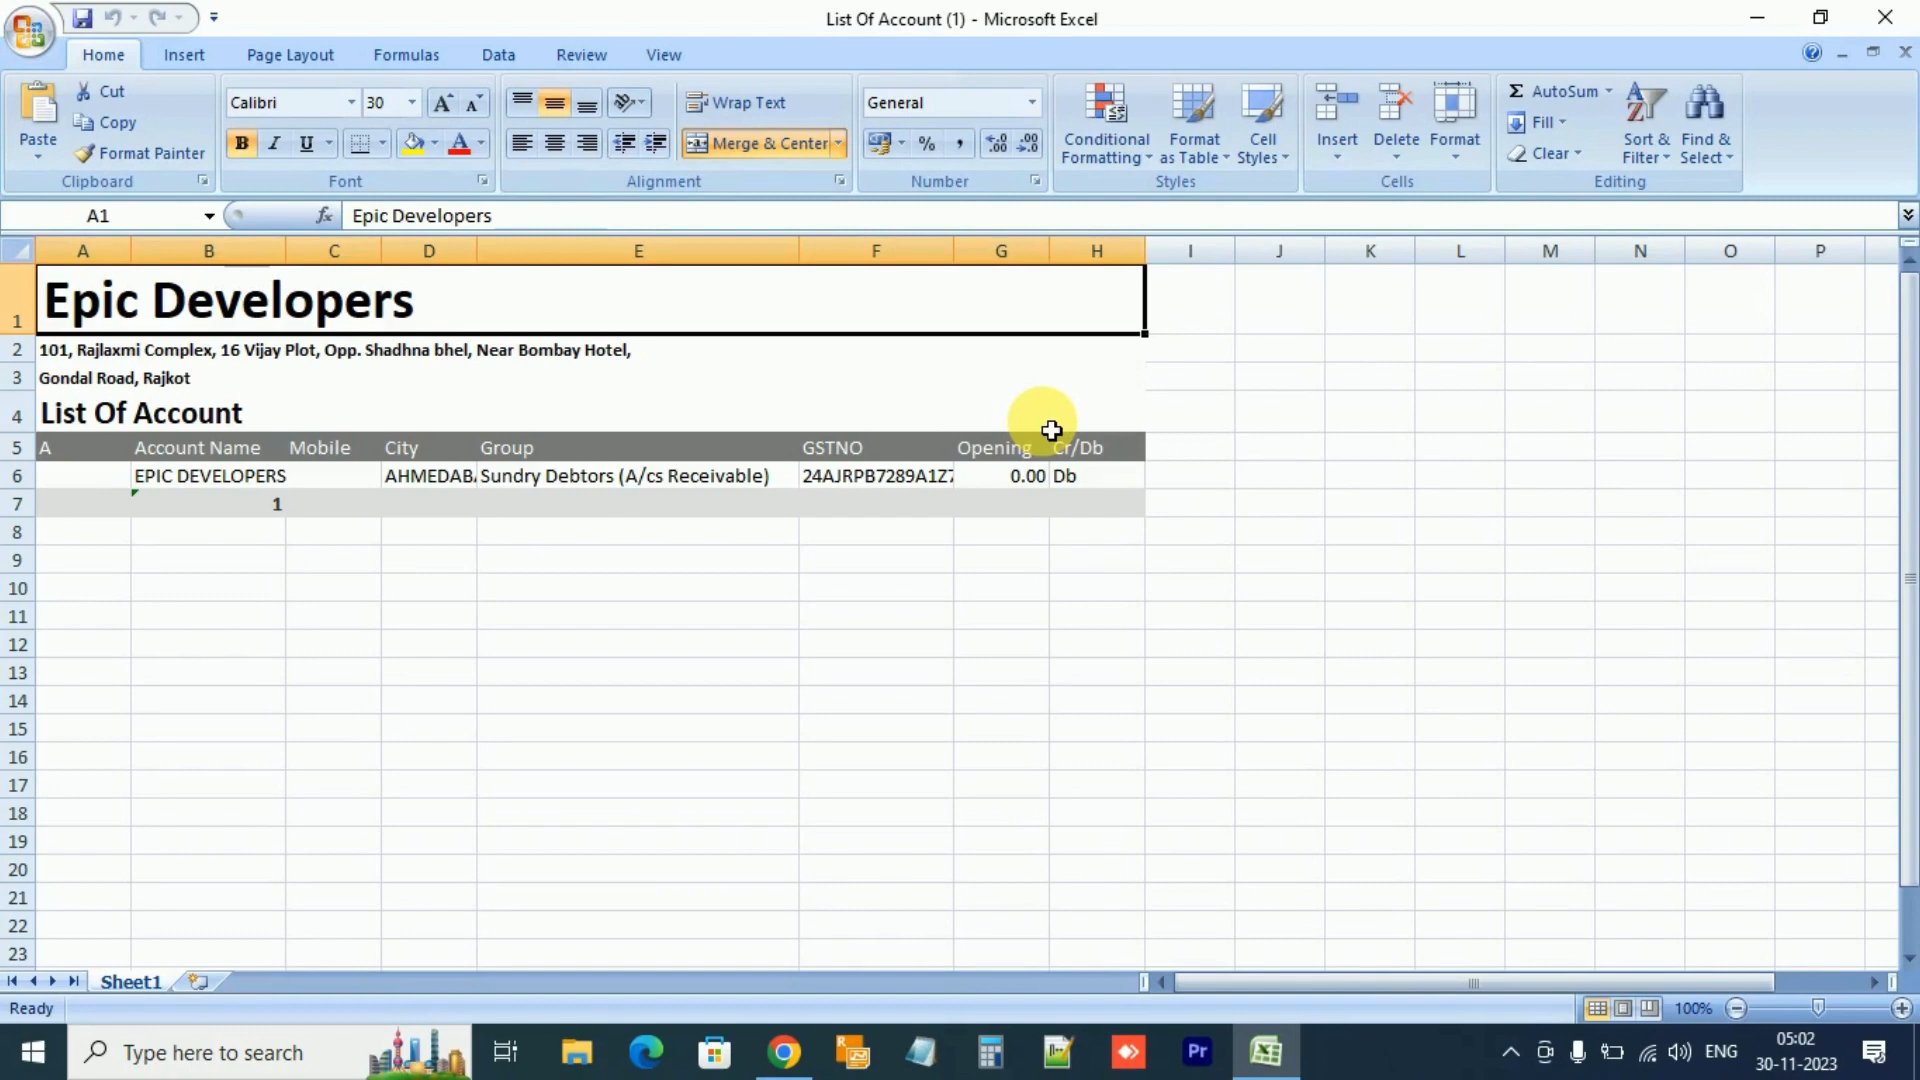 List Of Account (1) - Microsoft Excel
Home Insert Page Layout Formulas Data Review View
Paste
Cut
Copy
Format Painter
Clipboard
Calibri 30
B I U
Font
Wrap Text
Merge & Center
Alignment
General
Number
Conditional Formatting
Format as Table
Cell Styles
Styles
Insert
Delete
Format
Cells
AutoSum
Fill
Clear
Sort & Filter
Find & Select
Editing
A1 fx Epic Developers
A B C D E F G H I J K L M N O P
1 Epic Developers
2 101, Rajlaxmi Complex, 16 Vijay Plot, Opp. Shadhna bhel, Near Bombay Hotel,
3 Gondal Road, Rajkot
4 List Of Account
5 A Account Name Mobile City Group GSTNO Opening Cr/Db
6 EPIC DEVELOPERS AHMEDABA Sundry Debtors (A/cs Receivable) 24AJRPB7289A1Z7 0.00 Db
7 1
8
9
10
11
12
13
14
15
16
17
18
19
20
21
22
23
Sheet1
Ready 100%
Type here to search
Pr
ENG
05:02
30-11-2023